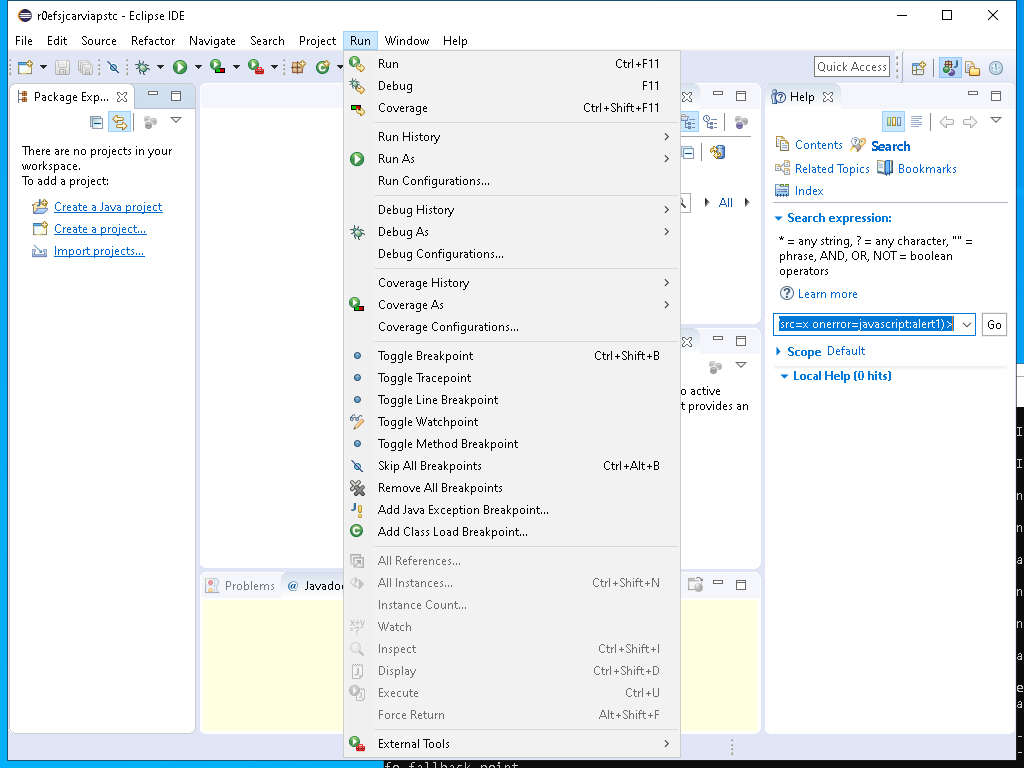 r0efsjcarviapstc - Eclipse IDE
File Edit Source Refactor Navigate Search Project Run Window Help
Quick Access
Package Exp...
There are no projects in your
workspace.
To add a project:
Create a Java project
Create a project...
Import projects...
Run Ctrl+F11
Debug F11
Coverage Ctrl+Shift+F11
Run History
Run As
Run Configurations...
Debug History
Debug As
Debug Configurations...
Coverage History
Coverage As
Coverage Configurations...
Toggle Breakpoint Ctrl+Shift+B
Toggle Tracepoint
Toggle Line Breakpoint
Toggle Watchpoint
Toggle Method Breakpoint
Skip All Breakpoints Ctrl+Alt+B
Remove All Breakpoints
Add Java Exception Breakpoint...
Add Class Load Breakpoint...
All References...
All Instances... Ctrl+Shift+N
Instance Count...
Watch
Inspect Ctrl+Shift+I
Display Ctrl+Shift+D
Execute Ctrl+U
Force Return Alt+Shift+F
External Tools
Problems @ Javado
All
o active
t provides an
Help
Contents Search
Related Topics Bookmarks
Index
Search expression:
* = any string, ? = any character, "" =
phrase, AND, OR, NOT = boolean
operators
Learn more
src=x onerror=javascript:alert1)>
Go
Scope Default
Local Help (0 hits)
fo fallback point